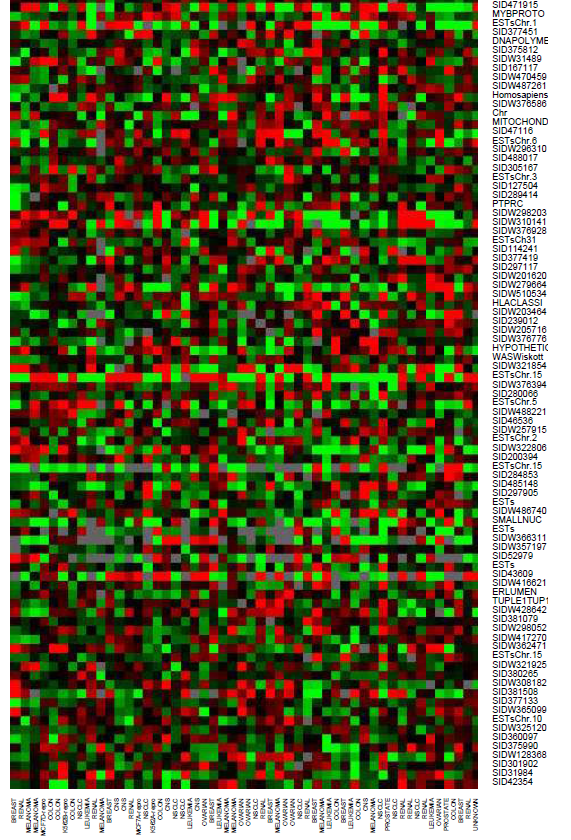 SID471915
MYBPROTO
ESTsChr.1
SID377451
DNAPOLYME
SID375812
SIDW31489
SID167117
SIDW470459
SIDW487261
Homosapiens
SIDW376586
Chr
MITOCHOND
SID47116
ESTsChr.6
SIDW296310
SID488017
SID305167
ESTsChr.3
SID127504
SID289414
PTPRC
SIDW298203
SIDW310141
SIDW376928
ESTsCh31
SID114241
SID377419
SID297117
SIDW201620
SIDW279664
SIDW510534
HLACLASSI
SIDW203464
SID239012
SIDW205716
SIDW376776
HYPOTHETIC
WASWiskott
SIDW321854
ESTsChr.15
SIDW376394
SID280066
ESTsChr.5
SIDW488221
SID46536
SIDW257915
ESTsChr.2
SIDW322806
SID200394
ESTsChr.15
SID284853
SID485148
SID297905
ESTs
SIDW486740
SMALLNUC
ESTs
SIDW366311
SIDW357197
SID52979
ESTs
SID43609
SIDW416621
ERLUMEN
TUPLE1TUP1
SIDW428642
SID381079
SIDW298052
SIDW417270
SIDW362471
ESTsChr.15
SIDW321925
SID380265
SIDW308182
SID381508
SID377133
SIDW365099
ESTsChr.10
SIDW325120
SID360097
SID375990
SIDW128368
SID301902
SID31984
SID42354
BREAST
RENAL
MELANOMA
MELANOMA
MCF7D-repro
COLON
COLON
K562B-repro
COLON
NSCLC
LEUKEMIA
RENAL
MELANOMA
BREAST
CNS
CNS
RENAL
MCF7A-repro
NSCLC
K562A-repro
COLON
CNS
NSCLC
NSCLC
LEUKEMIA
CNS
OVARIAN
BREAST
LEUKEMIA
MELANOMA
MELANOMA
OVARIAN
OVARIAN
NSCLC
RENAL
BREAST
MELANOMA
OVARIAN
OVARIAN
NSCLC
RENAL
BREAST
MELANOMA
LEUKEMIA
COLON
BREAST
LEUKEMIA
COLON
CNS
MELANOMA
NSCLC
PROSTATE
NSCLC
RENAL
RENAL
NSCLC
RENAL
LEUKEMIA
OVARIAN
PROSTATE
COLON
BREAST
RENAL
UNKNOWN